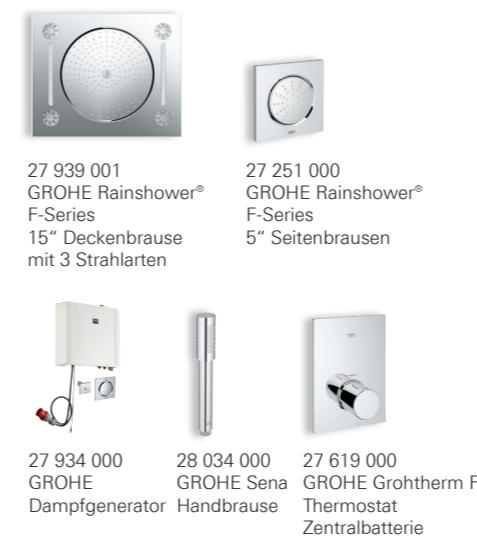 27 939 001
GROHE Rainshower®
F-Series
15“ Deckenbrause
mit 3 Strahlarten
27 251 000
GROHE Rainshower®
F-Series
5“ Seitenbrausen
27 934 000
GROHE
Dampfgenerator
28 034 000
GROHE Sena
Handbrause
27 619 000
GROHE Grohtherm F
Thermostat
Zentralbatterie